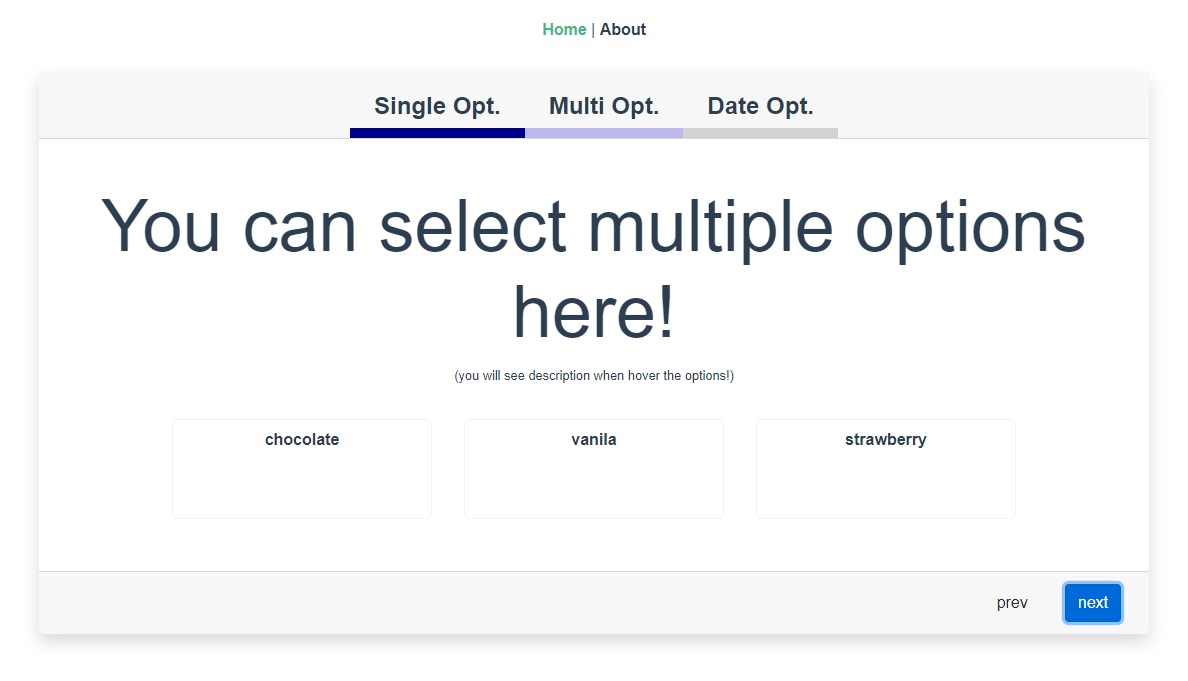 Home | About
Single Opt. Multi Opt. Date Opt.
You can select multiple options
here!
(you will see description when hover the options!)
chocolate vanila strawberry
prev next